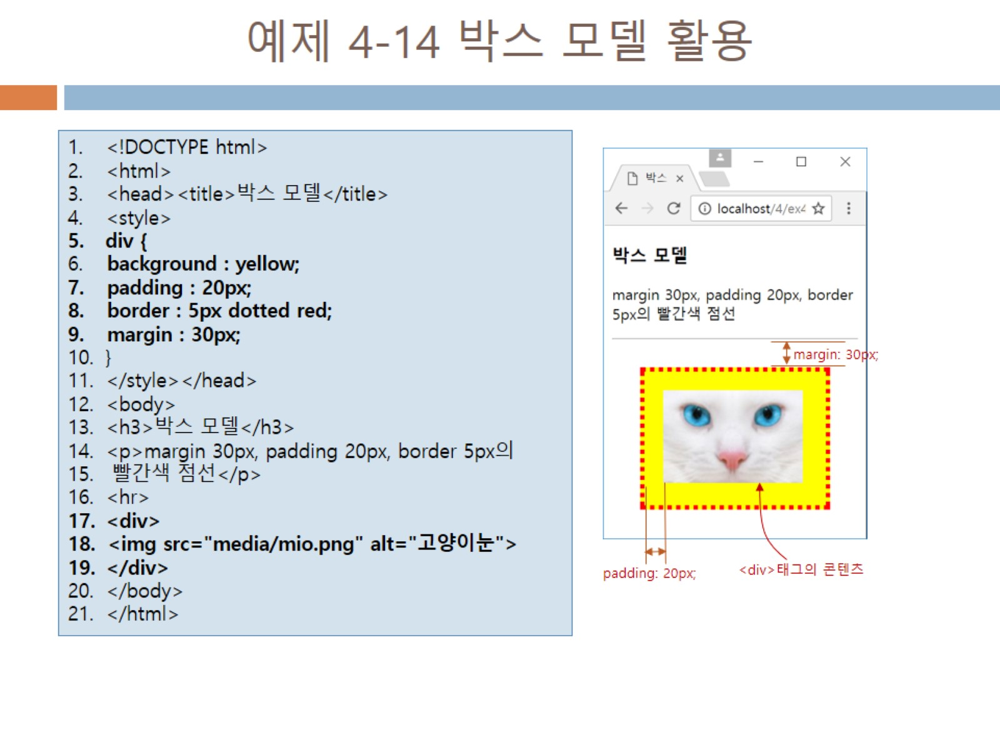 예제 4-14 박스 모델 활용
1. <!DOCTYPE html>
2. <html>
3. <head><title>박스 모델</title>
4. <style>
5. div {
6. background : yellow;
7. padding : 20px;
8. border : 5px dotted red;
9. margin : 30px;
10. }
11. </style></head>
12. <body>
13. <h3>박스 모델</h3>
14. <p>margin 30px, padding 20px, border 5px의
15. 빨간색 점선</p>
16. <hr>
17. <div>
18. <img src="media/mio.png" alt="고양이눈">
19. </div>
20. </body>
21. </html>
박스
localhost/4/ex4
박스 모델
margin 30px, padding 20px, border
5px의 빨간색 점선
margin: 30px;
padding: 20px;
<div>태그의 콘텐츠